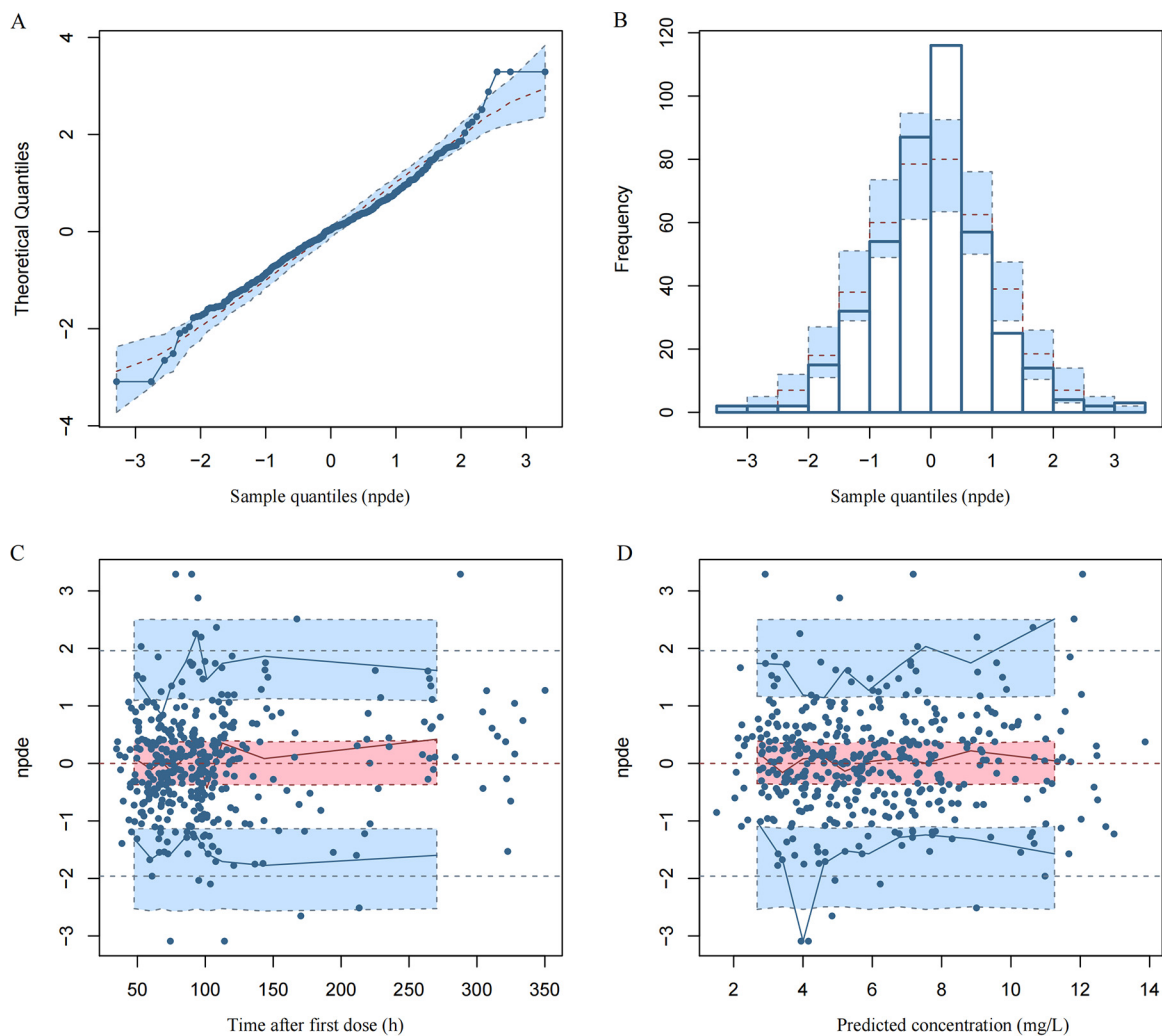 A
4
2
0
−2
−4
Theoretical Quantiles
−3 −2 −1 0 1 2 3
Sample quantiles (npde)
B
120
100
80
60
40
20
0
Frequency
−3 −2 −1 0 1 2 3
Sample quantiles (npde)
C
3
2
1
0
−1
−2
−3
npde
50 100 150 200 250 300 350
Time after first dose (h)
D
3
2
1
0
−1
−2
−3
npde
2 4 6 8 10 12 14
Predicted concentration (mg/L)